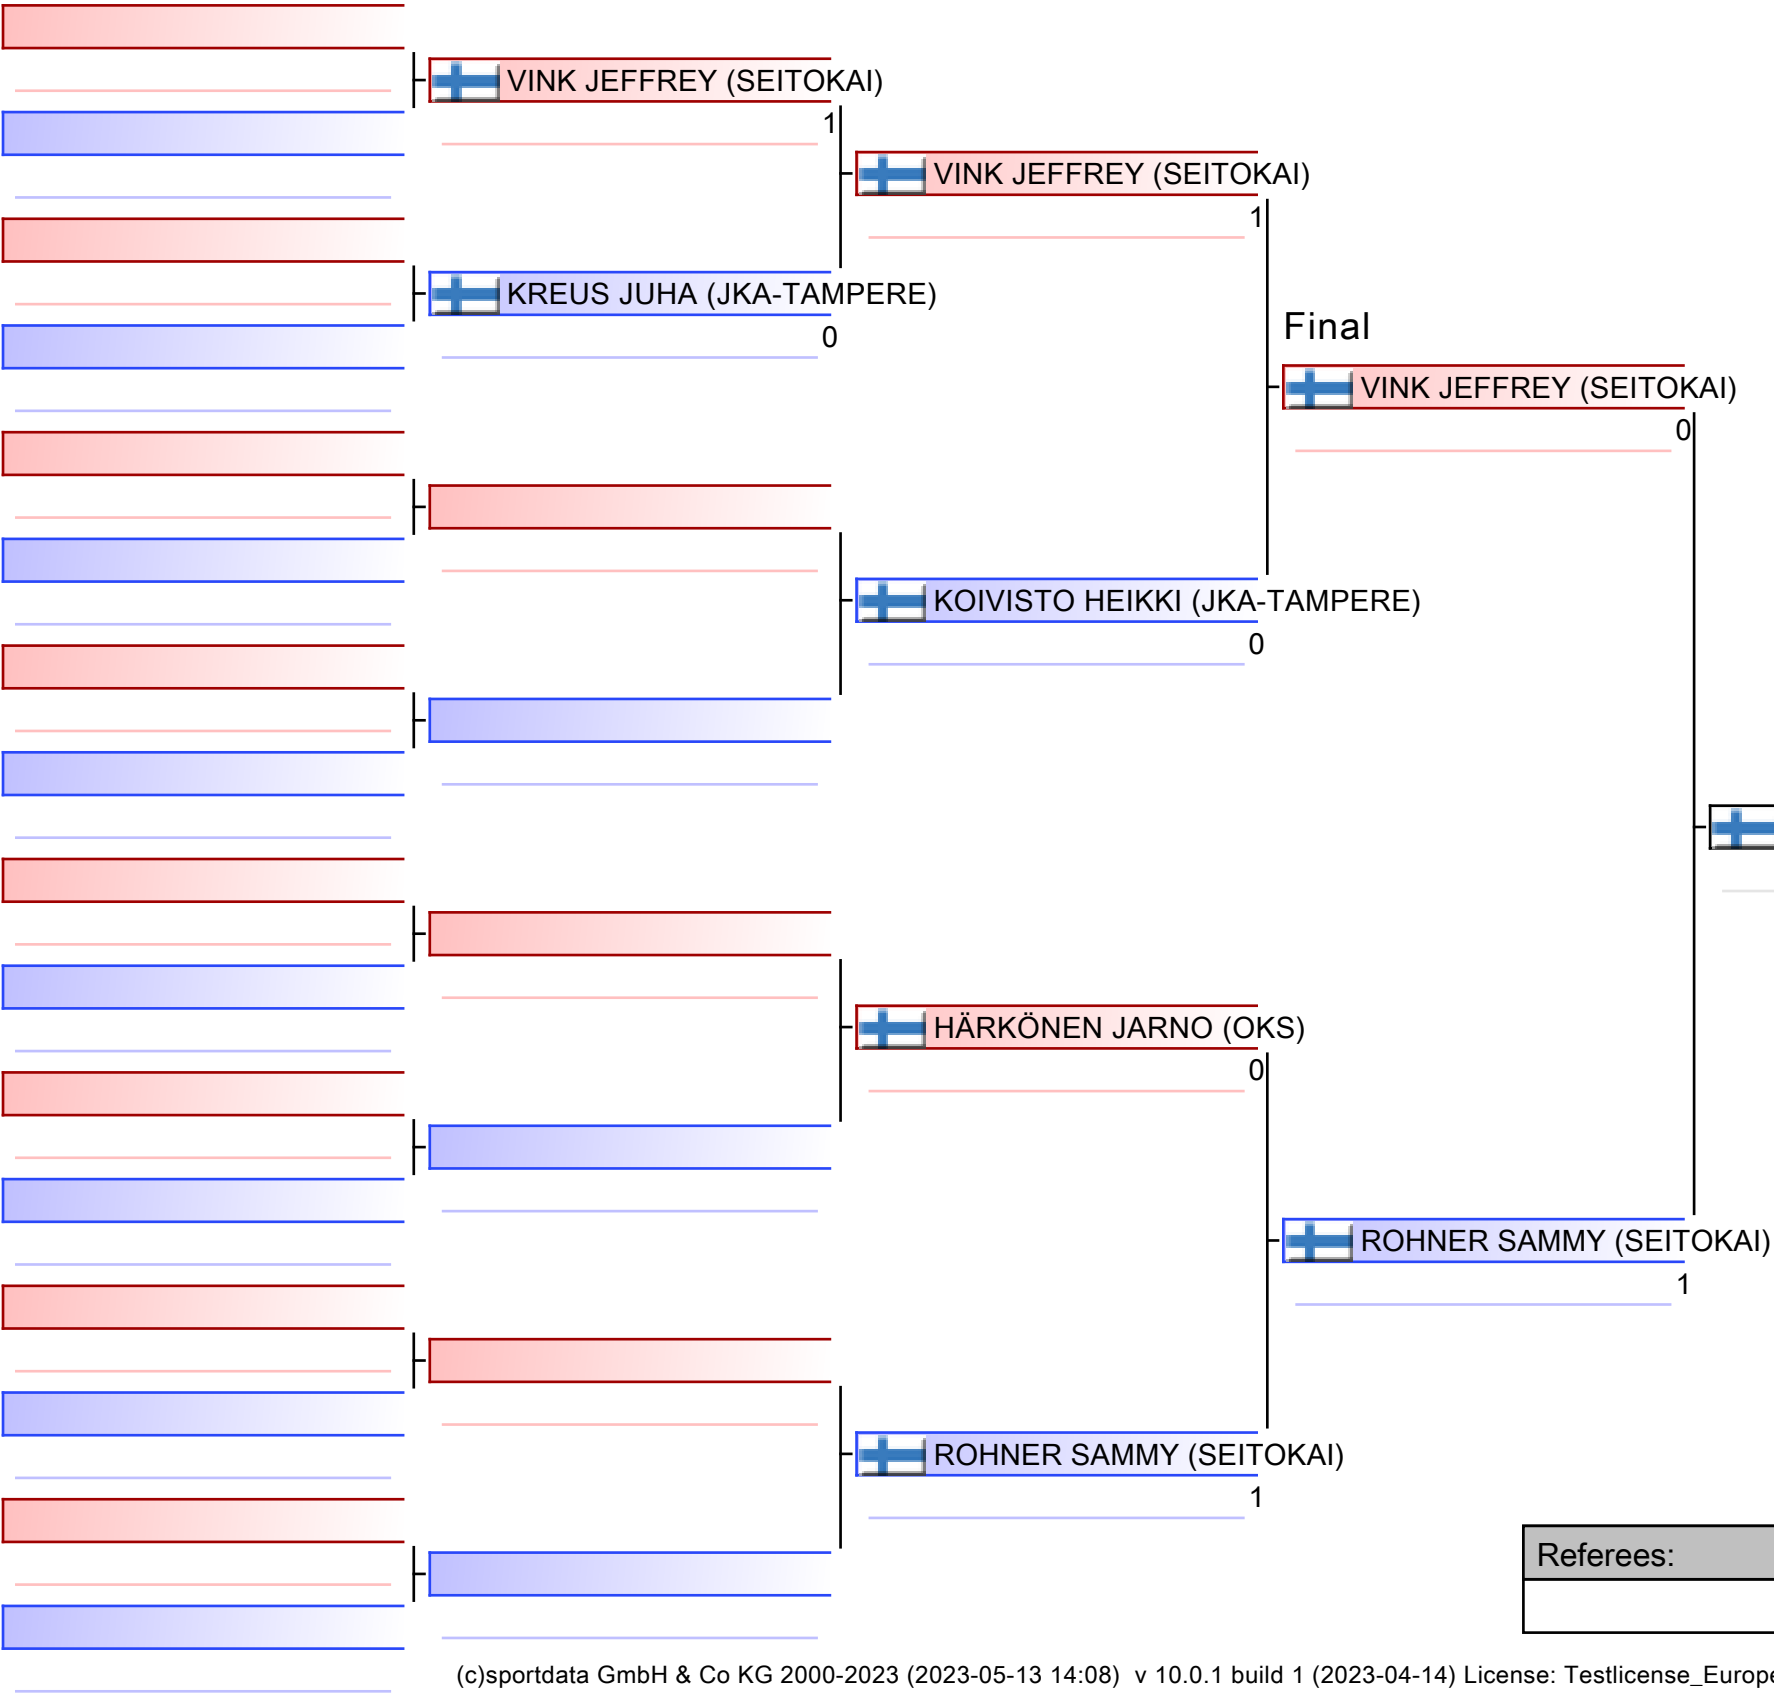 VINK JEFFREY (SEITOKAI)
1
VINK JEFFREY (SEITOKAI)
1
KREUS JUHA (JKA-TAMPERE)
0
Final
VINK JEFFREY (SEITOKAI)
0
KOIVISTO HEIKKI (JKA-TAMPERE)
0
HÄRKÖNEN JARNO (OKS)
0
ROHNER SAMMY (SEITOKAI)
1
ROHNER SAMMY (SEITOKAI)
1
Referees:
(c)sportdata GmbH & Co KG 2000-2023 (2023-05-13 14:08) v 10.0.1 build 1 (2023-04-14) License: Testlicense_Europe